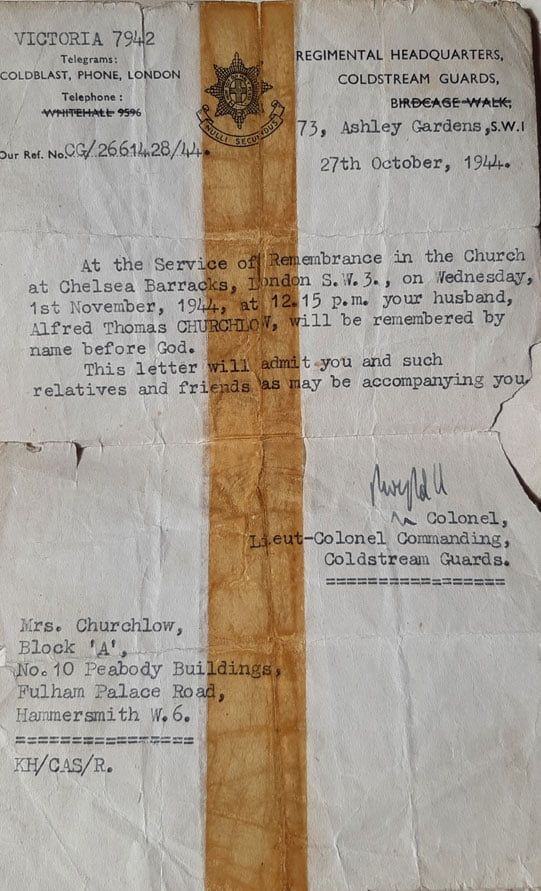 VICTORIA 7942
Telegrams:
COLDBLAST, PHONE, LONDON
Telephone :
WHITEHALL 9596
Our Ref. No. CG/2661428/44.
NULLI SECUNDUS
REGIMENTAL HEADQUARTERS,
COLDSTREAM GUARDS,
BIRDCAGE WALK,
73, Ashley Gardens, S.W.1
27th October, 1944.
At the Service of Remembrance in the Church
at Chelsea Barracks, London S.W.3., on Wednesday,
1st November, 1944, at 12.15 p.m. your husband,
Alfred Thomas CHURCHLOW, will be remembered by
name before God.
This letter will admit you and such
relatives and friends as may be accompanying you
Colonel,
Lieut-Colonel Commanding,
Coldstream Guards.
==================
Mrs. Churchlow,
Block 'A',
No.10 Peabody Buildings,
Fulham Palace Road,
Hammersmith W.6.
==================
KH/CAS/R.